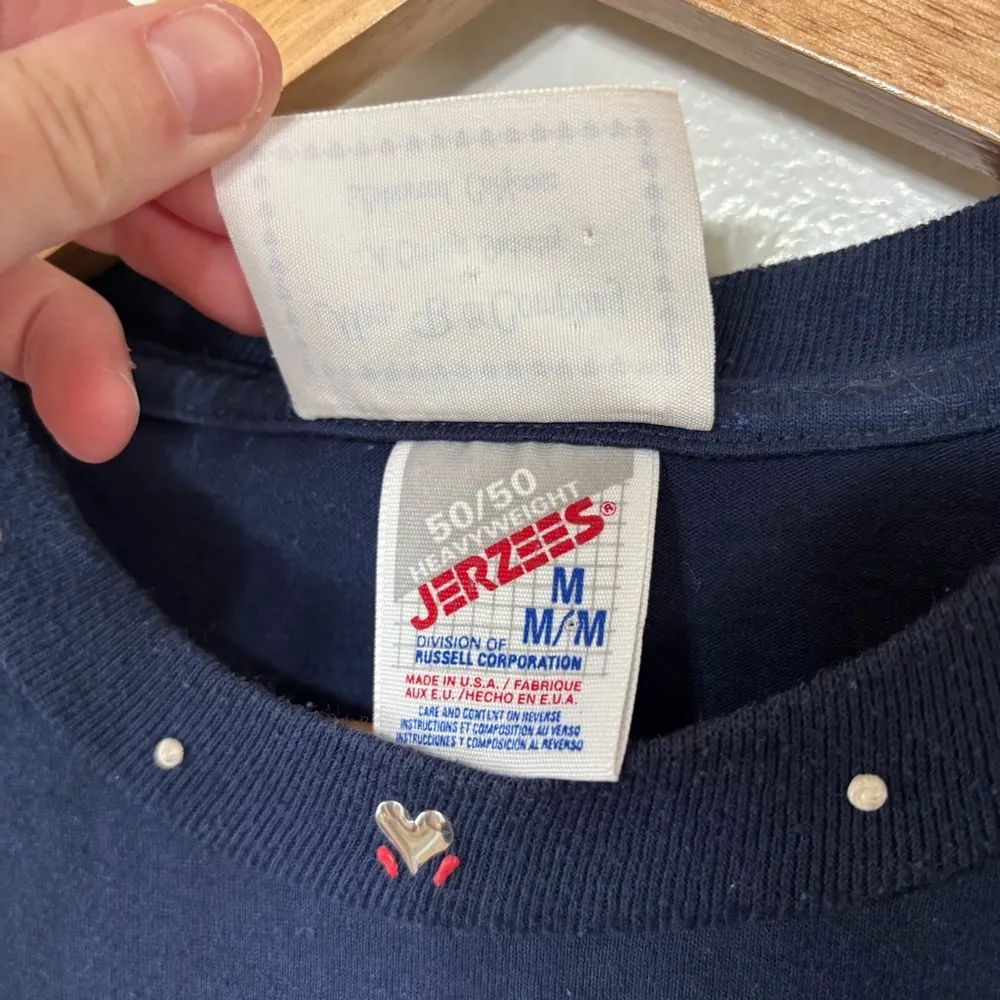 50/50
HEAVYWEIGHT
JERZEES®
M
M/M
DIVISION OF
RUSSELL CORPORATION
MADE IN U.S.A. / FABRIQUE
AUX E.U. / HECHO EN E.U.A.
CARE AND CONTENT ON REVERSE
INSTRUCTIONS ET COMPOSITION AU VERSO
INSTRUCCIONES Y COMPOSICIÓN AL REVERSO